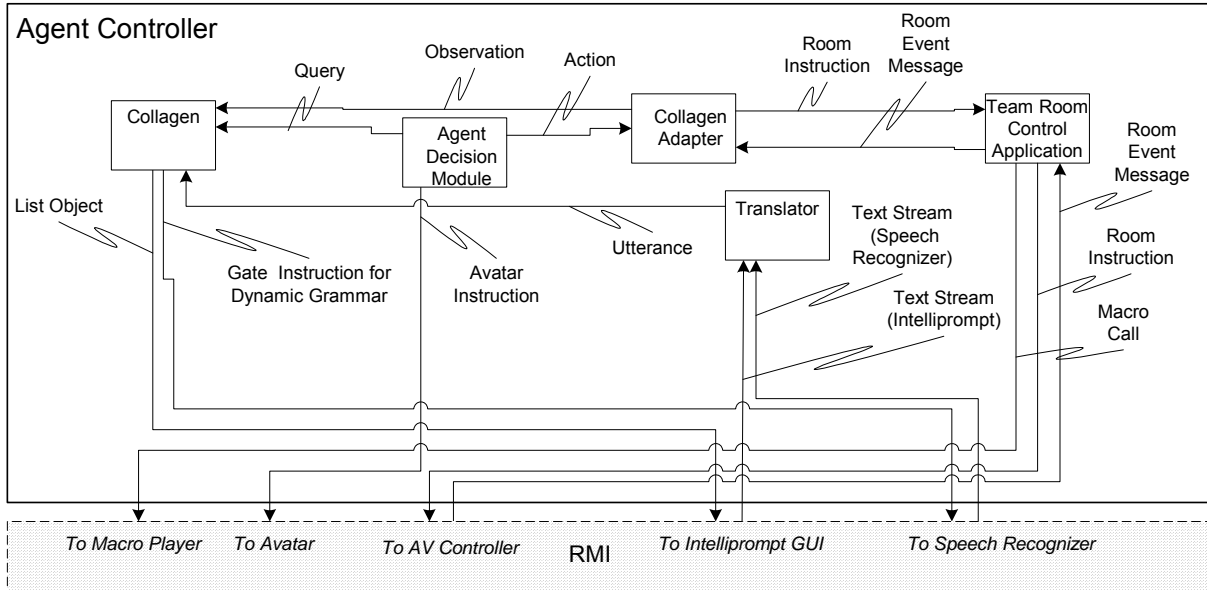 Agent Controller
Observation
Query
Action
Room
Instruction
Room
Event
Message
Collagen
Agent
Decision
Module
Collagen
Adapter
Team Room
Control
Application
Room
Event
Message
List Object
Gate Instruction for
Dynamic Grammar
Avatar
Instruction
Utterance
Translator
Text Stream
(Speech
Recognizer)
Text Stream
(Intelliprompt)
Room
Instruction
Macro
Call
To Macro Player
To Avatar
To AV Controller
To Intelliprompt GUI
To Speech Recognizer
RMI